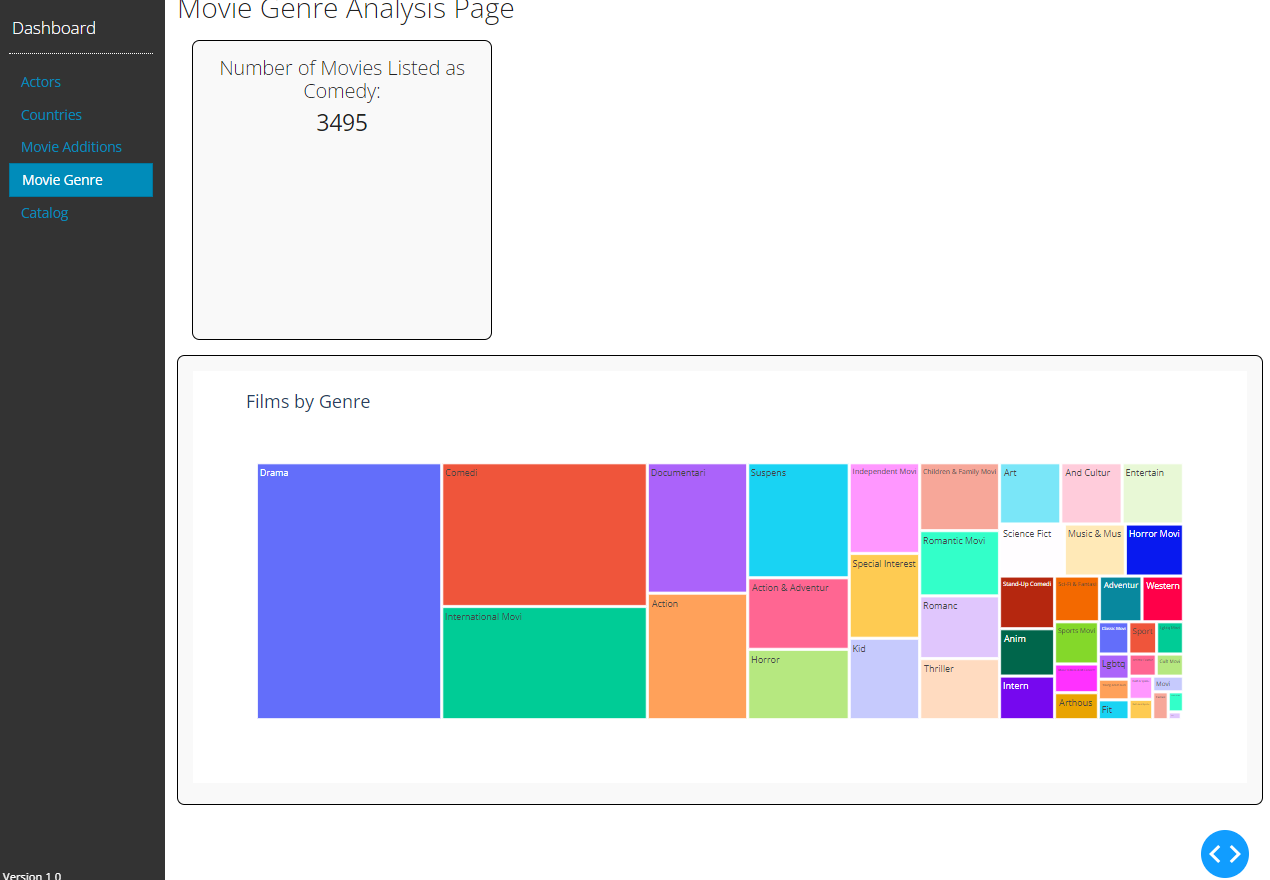 Movie Genre Analysis Page
Dashboard
Actors
Countries
Movie Additions
Movie Genre
Catalog
Version 1.0
Number of Movies Listed as
Comedy:
3495
Films by Genre
Drama
Comedi
International Movi
Documentari
Action
Suspens
Action & Adventur
Horror
Independent Movi
Special Interest
Kid
Children & Family Movi
Romantic Movi
Romanc
Thriller
Art
And Cultur
Entertain
Science Fict
Music & Mus
Horror Movi
Stand-Up Comedi
Sci-Fi & Fantasi
Adventur
Western
Anim
Intern
Sports Movi
Arthous
Classic Movi
Sport
Lgbtq
Cult Movi
Movi
Fit